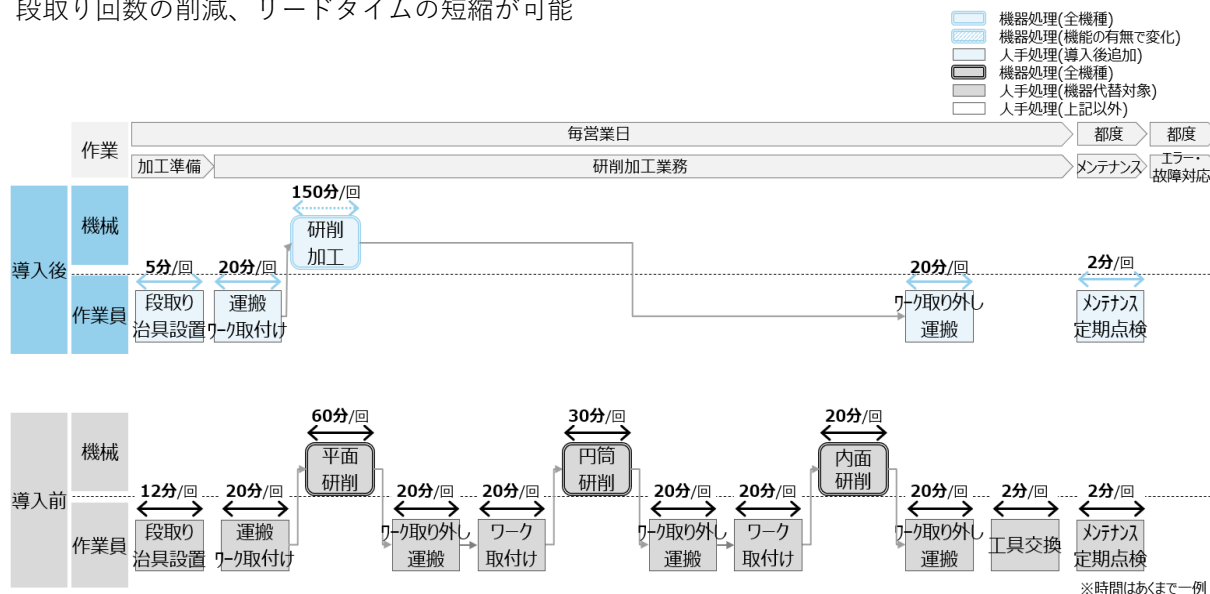 段取り回数の削減、リードタイムの短縮が可能
機器処理(全機種)
機器処理(機能の有無で変化)
人手処理(導入後追加)
機器処理(全機種)
人手処理(機器代替対象)
人手処理(上記以外)
作業
毎営業日
都度
都度
加工準備
研削加工業務
メンテナンス
エラー・
故障対応
導入後
機械
150分/回
研削
加工
作業員
5分/回
段取り
治具設置
20分/回
運搬
ワーク取付け
20分/回
ワーク取り外し
運搬
2分/回
メンテナンス
定期点検
導入前
機械
60分/回
平面
研削
30分/回
円筒
研削
20分/回
内面
研削
作業員
12分/回
段取り
治具設置
20分/回
運搬
ワーク取付け
20分/回
ワーク取り外し
運搬
20分/回
ワーク
取付け
20分/回
ワーク取り外し
運搬
20分/回
ワーク
取付け
20分/回
ワーク取り外し
運搬
2分/回
工具交換
2分/回
メンテナンス
定期点検
※時間はあくまで一例